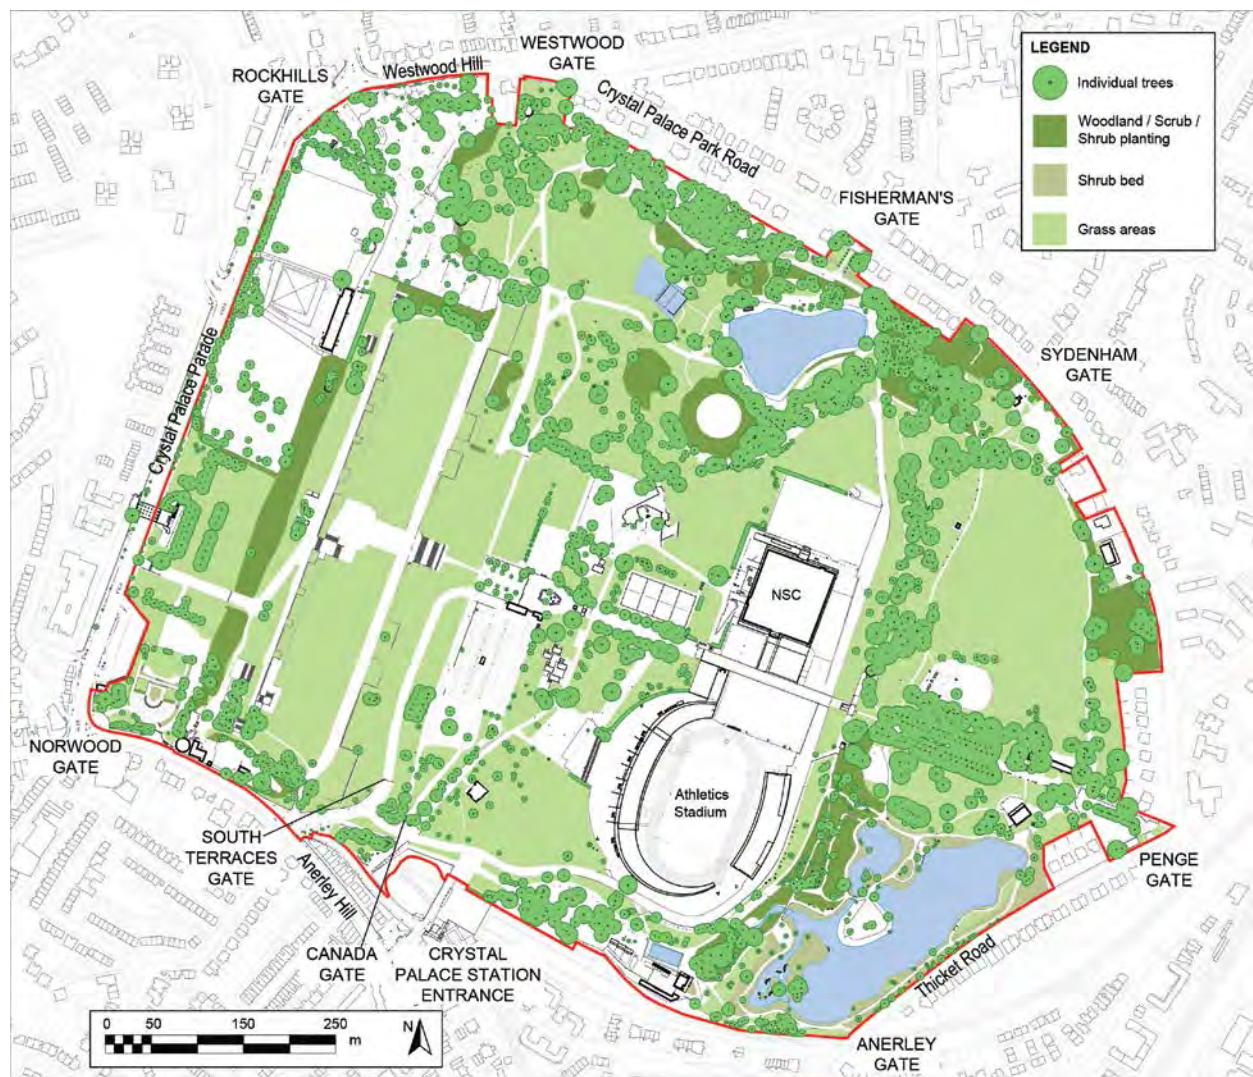 WESTWOOD
GATE
ROCKHILLS
GATE
Westwood Hill
Crystal Palace Park Road
LEGEND
Individual trees
Woodland / Scrub /
Shrub planting
Shrub bed
Grass areas
FISHERMAN'S
GATE
SYDENHAM
GATE
Crystal Palace Parade
NSC
Athletics
Stadium
NORWOOD
GATE
SOUTH
TERRACES
GATE
Anerley Hill
CANADA
GATE
CRYSTAL
PALACE STATION
ENTRANCE
PENGE
GATE
Thicket Road
ANERLEY
GATE
0 50 150 250
m
N